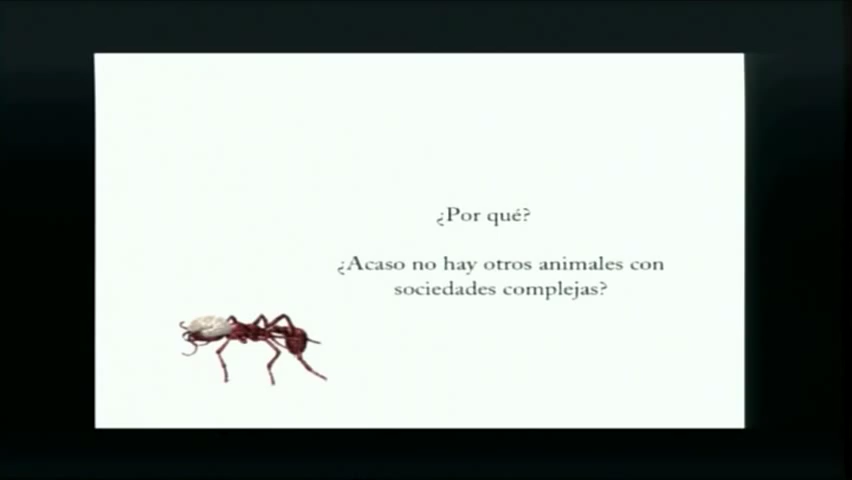 ¿Por qué?
¿Acaso no hay otros animales con
sociedades complejas?